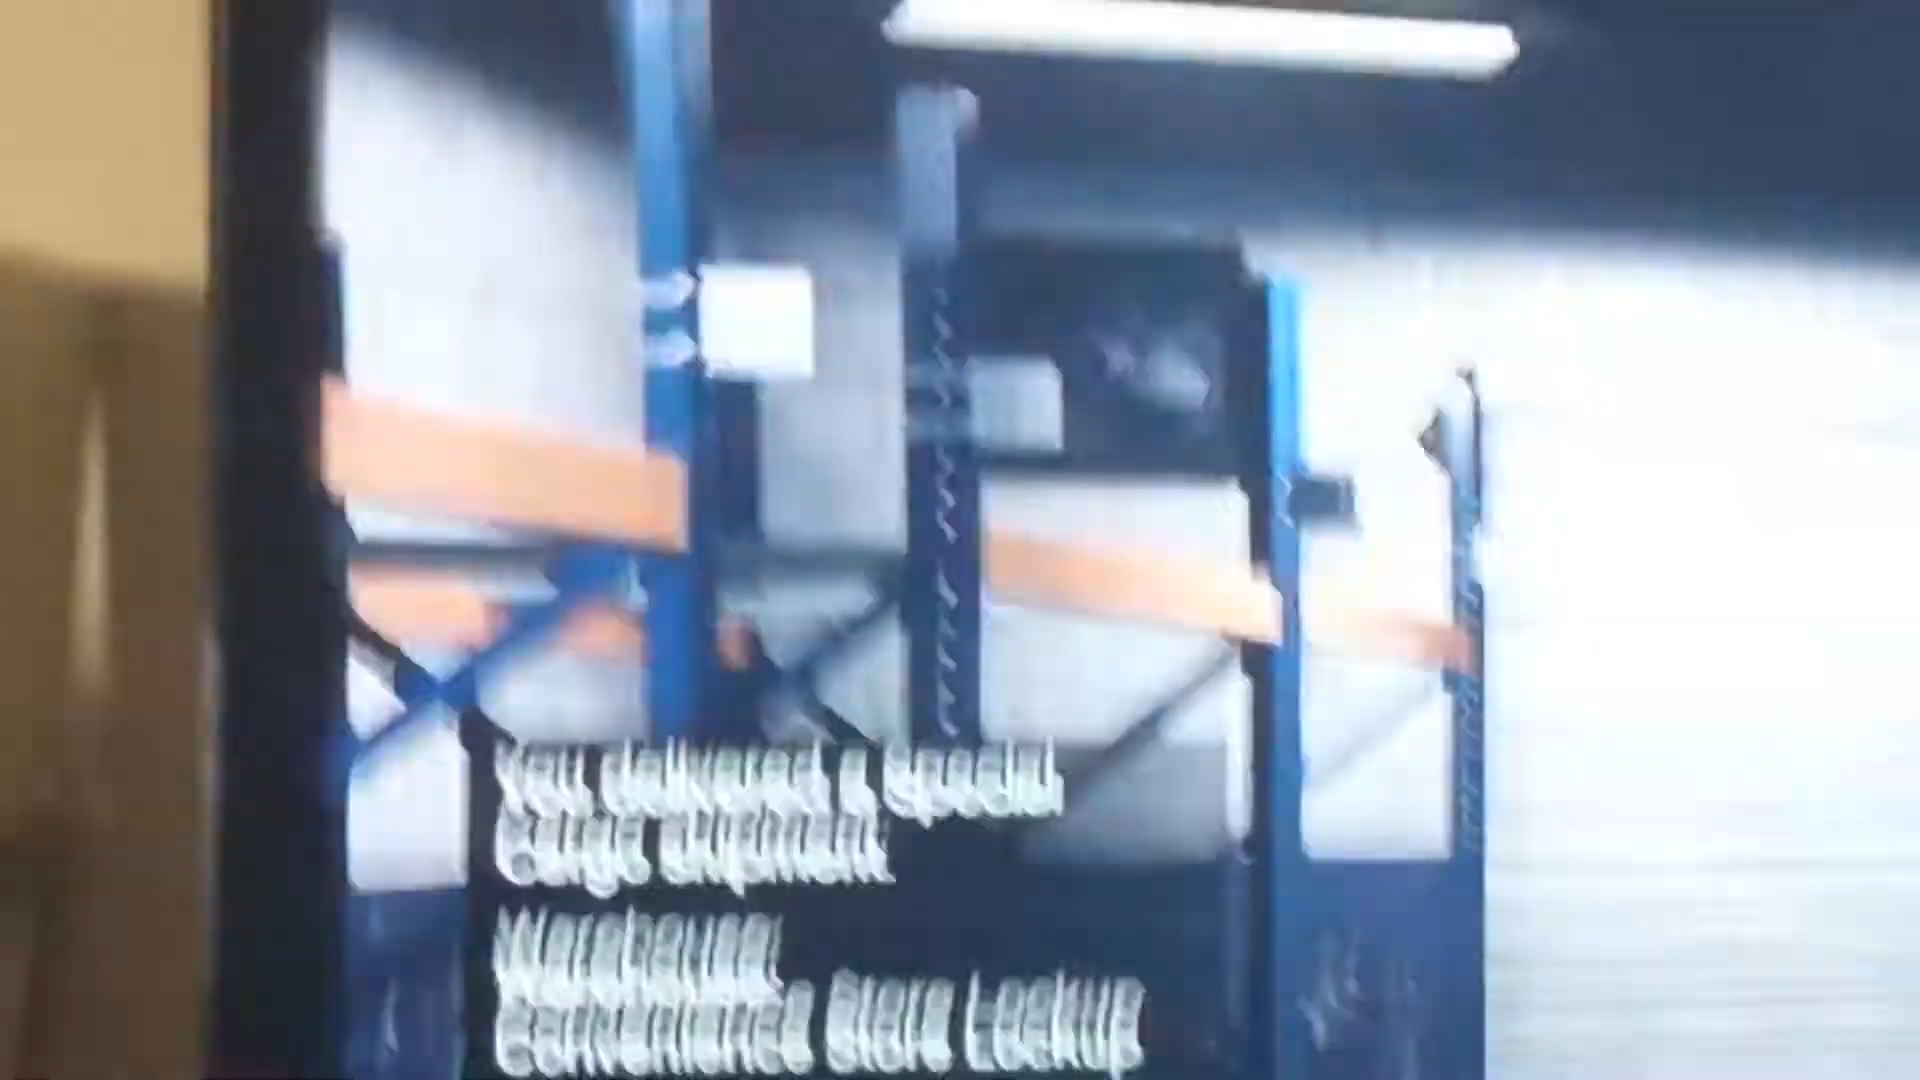 You delivered a Special
Cargo shipment
Warehouse:
Convenience Store Lockup